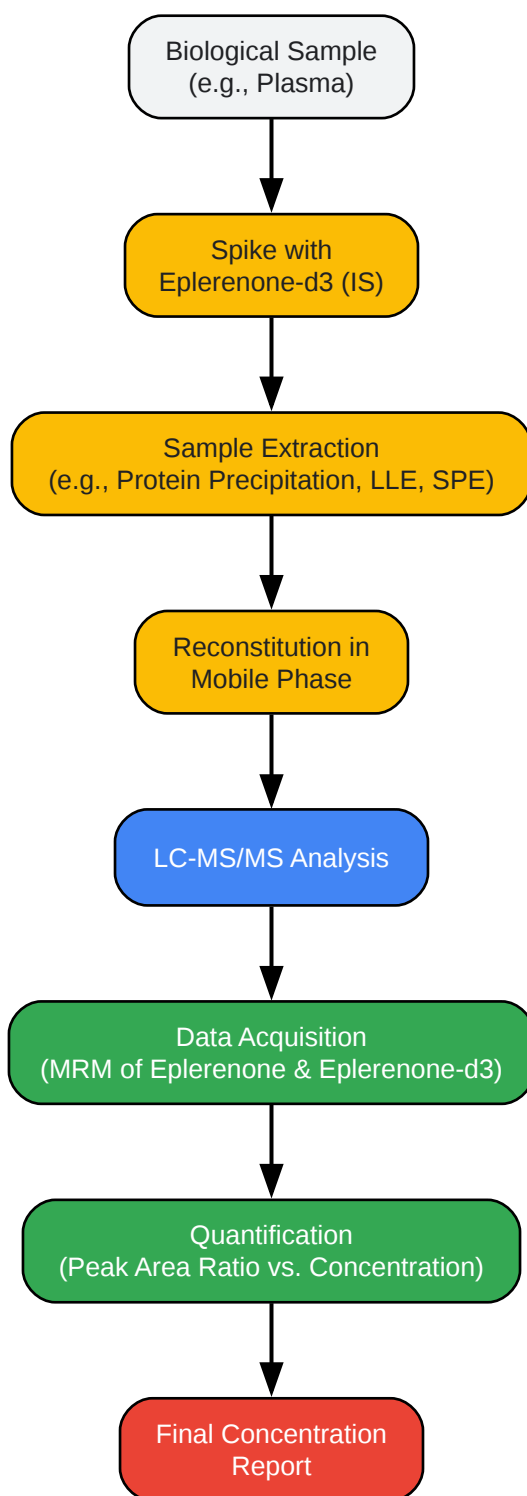 Biological Sample
(e.g., Plasma)
Spike with
Eplerenone-d3 (IS)
Sample Extraction
(e.g., Protein Precipitation, LLE, SPE)
Reconstitution in
Mobile Phase
LC-MS/MS Analysis
Data Acquisition
(MRM of Eplerenone & Eplerenone-d3)
Quantification
(Peak Area Ratio vs. Concentration)
Final Concentration
Report